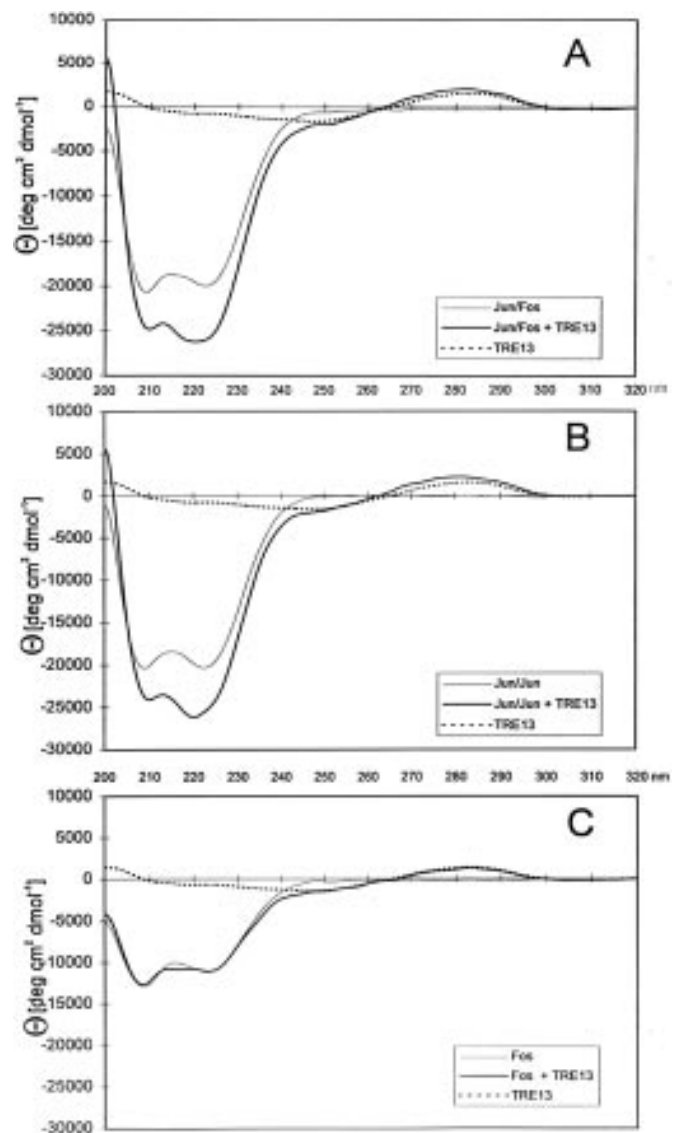 A
10000
5000
0
-5000
-10000
-15000
-20000
-25000
-30000
Θ [deg cm² dmol⁻¹]
Jun/Fos
Jun/Fos + TRE13
TRE13
200 210 220 230 240 250 260 270 280 290 300 310 320 nm
B
10000
5000
0
-5000
-10000
-15000
-20000
-25000
-30000
Θ [deg cm² dmol⁻¹]
Jun/Jun
Jun/Jun + TRE13
TRE13
200 210 220 230 240 250 260 270 280 290 300 310 320 nm
C
10000
5000
0
-5000
-10000
-15000
-20000
-25000
-30000
Θ [deg cm² dmol⁻¹]
Fos
Fos + TRE13
TRE13